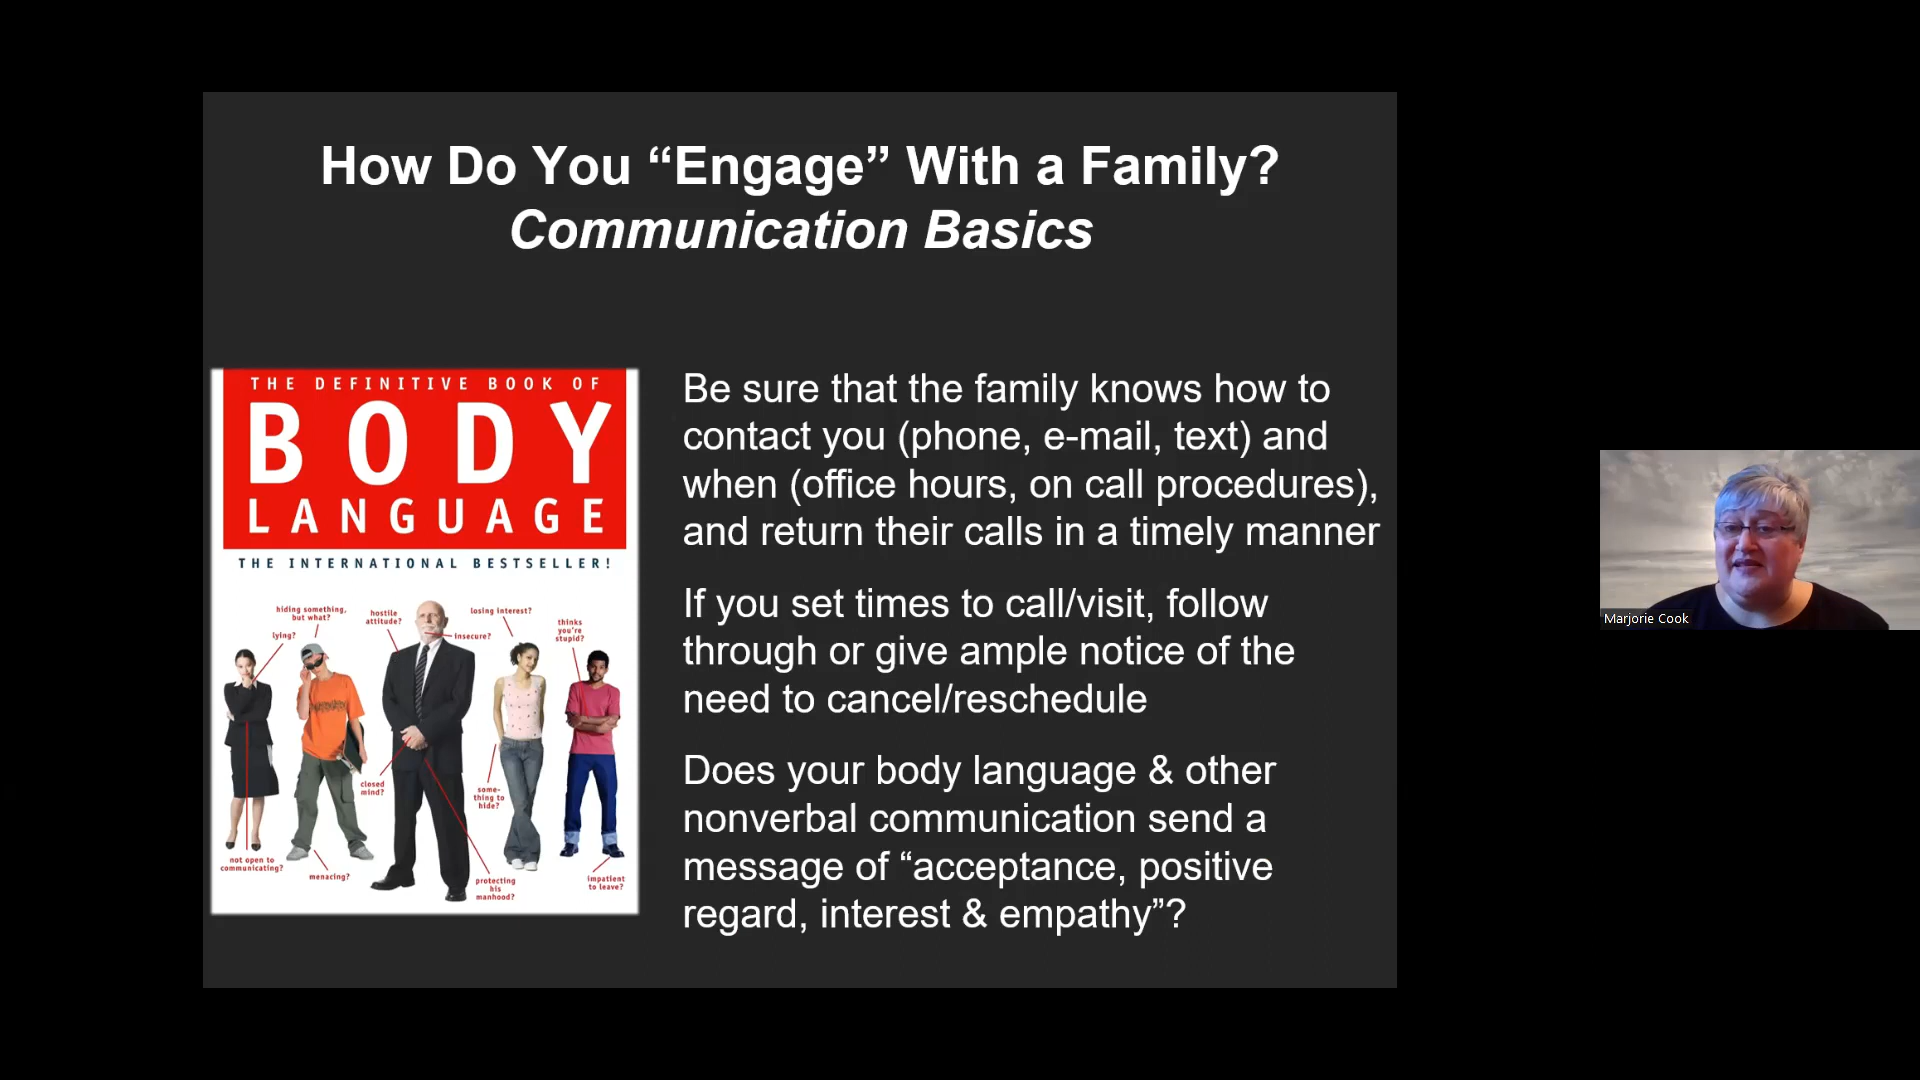 How Do You “Engage” With a Family?
Communication Basics
THE DEFINITIVE BOOK OF
BODY
LANGUAGE
THE INTERNATIONAL BESTSELLER!
hiding something,
but what?
lying?
hostile
attitude?
insecure?
losing interest?
thinks
you're
stupid?
closed
mind?
some-
thing to
hide?
not open to
communicating?
menacing?
protecting
his
manhood?
impatient
to leave?
Be sure that the family knows how to
contact you (phone, e-mail, text) and
when (office hours, on call procedures),
and return their calls in a timely manner
If you set times to call/visit, follow
through or give ample notice of the
need to cancel/reschedule
Does your body language & other
nonverbal communication send a
message of “acceptance, positive
regard, interest & empathy”?
Marjorie Cook